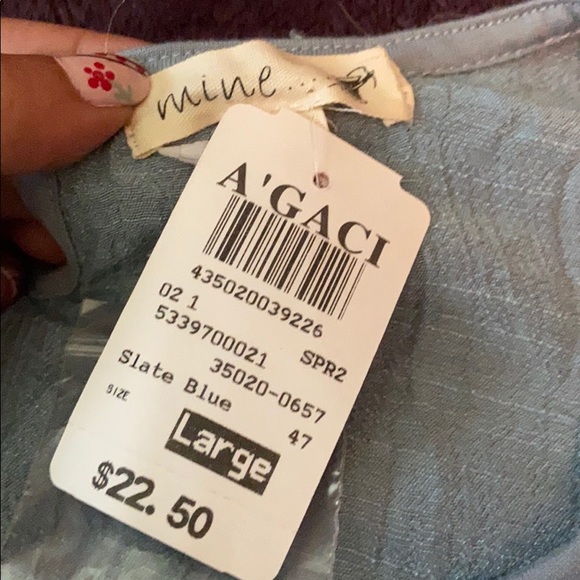 mine...
A'GACI
435020039226
02 1
5339700021 SPR2
35020-0657
Slate Blue 47
SIZE
Large
$22.50